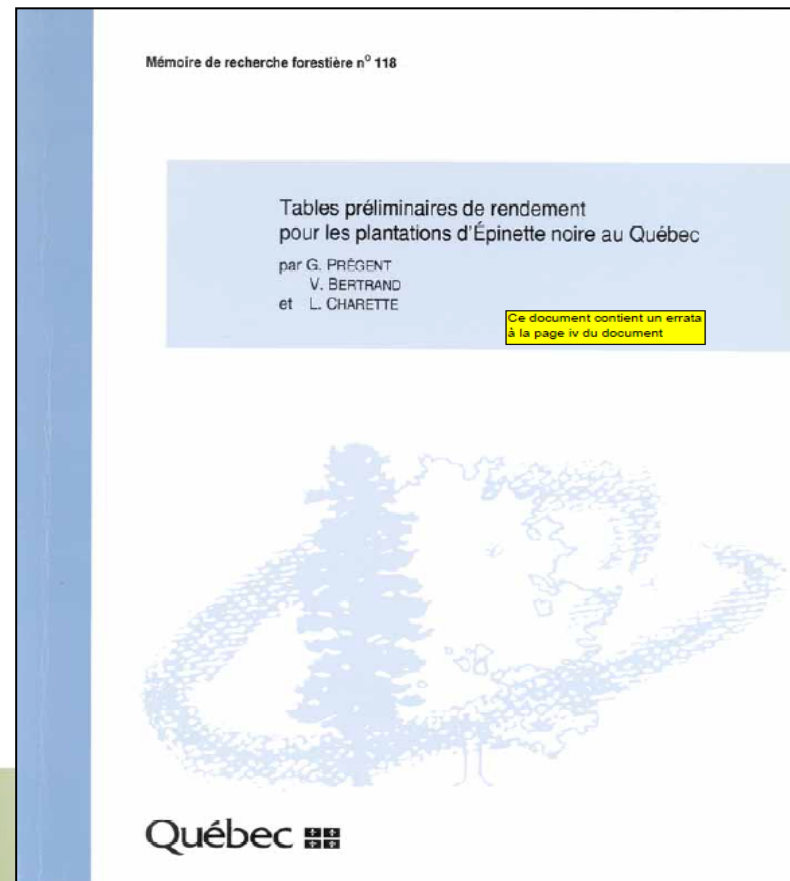 Mémoire de recherche forestière nº 118
Tables préliminaires de rendement
pour les plantations d'Épinette noire au Québec
par G. PRÉGENT
V. BERTRAND
et L. CHARETTE
Ce document contient un errata
à la page iv du document
Québec